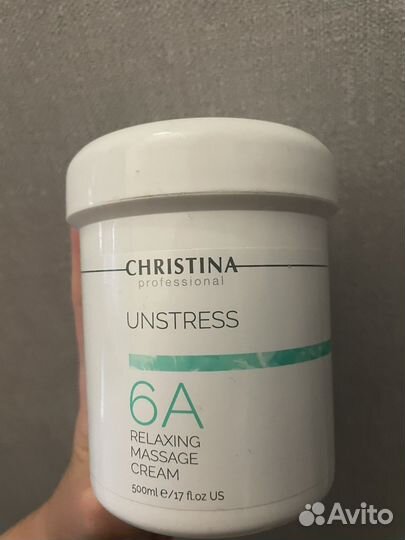 CHRISTINA
professional
UNSTRESS
6A
RELAXING
MASSAGE
CREAM
500ml e/17 fl.oz US
Avito